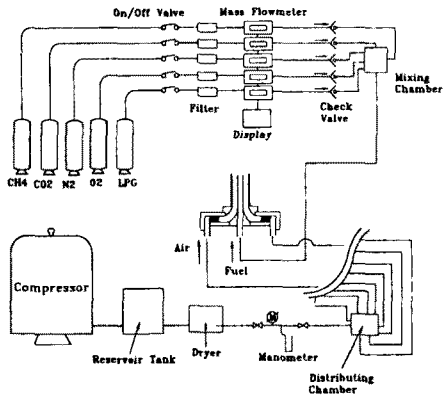 On/Off Valve
Mass Flowmeter
Filter
Display
Check
Valve
Mixing
Chamber
CH4 CO2 N2 O2 LPG
Air
Fuel
Compressor
Reservoir Tank
Dryer
Manometer
Distributing
Chamber